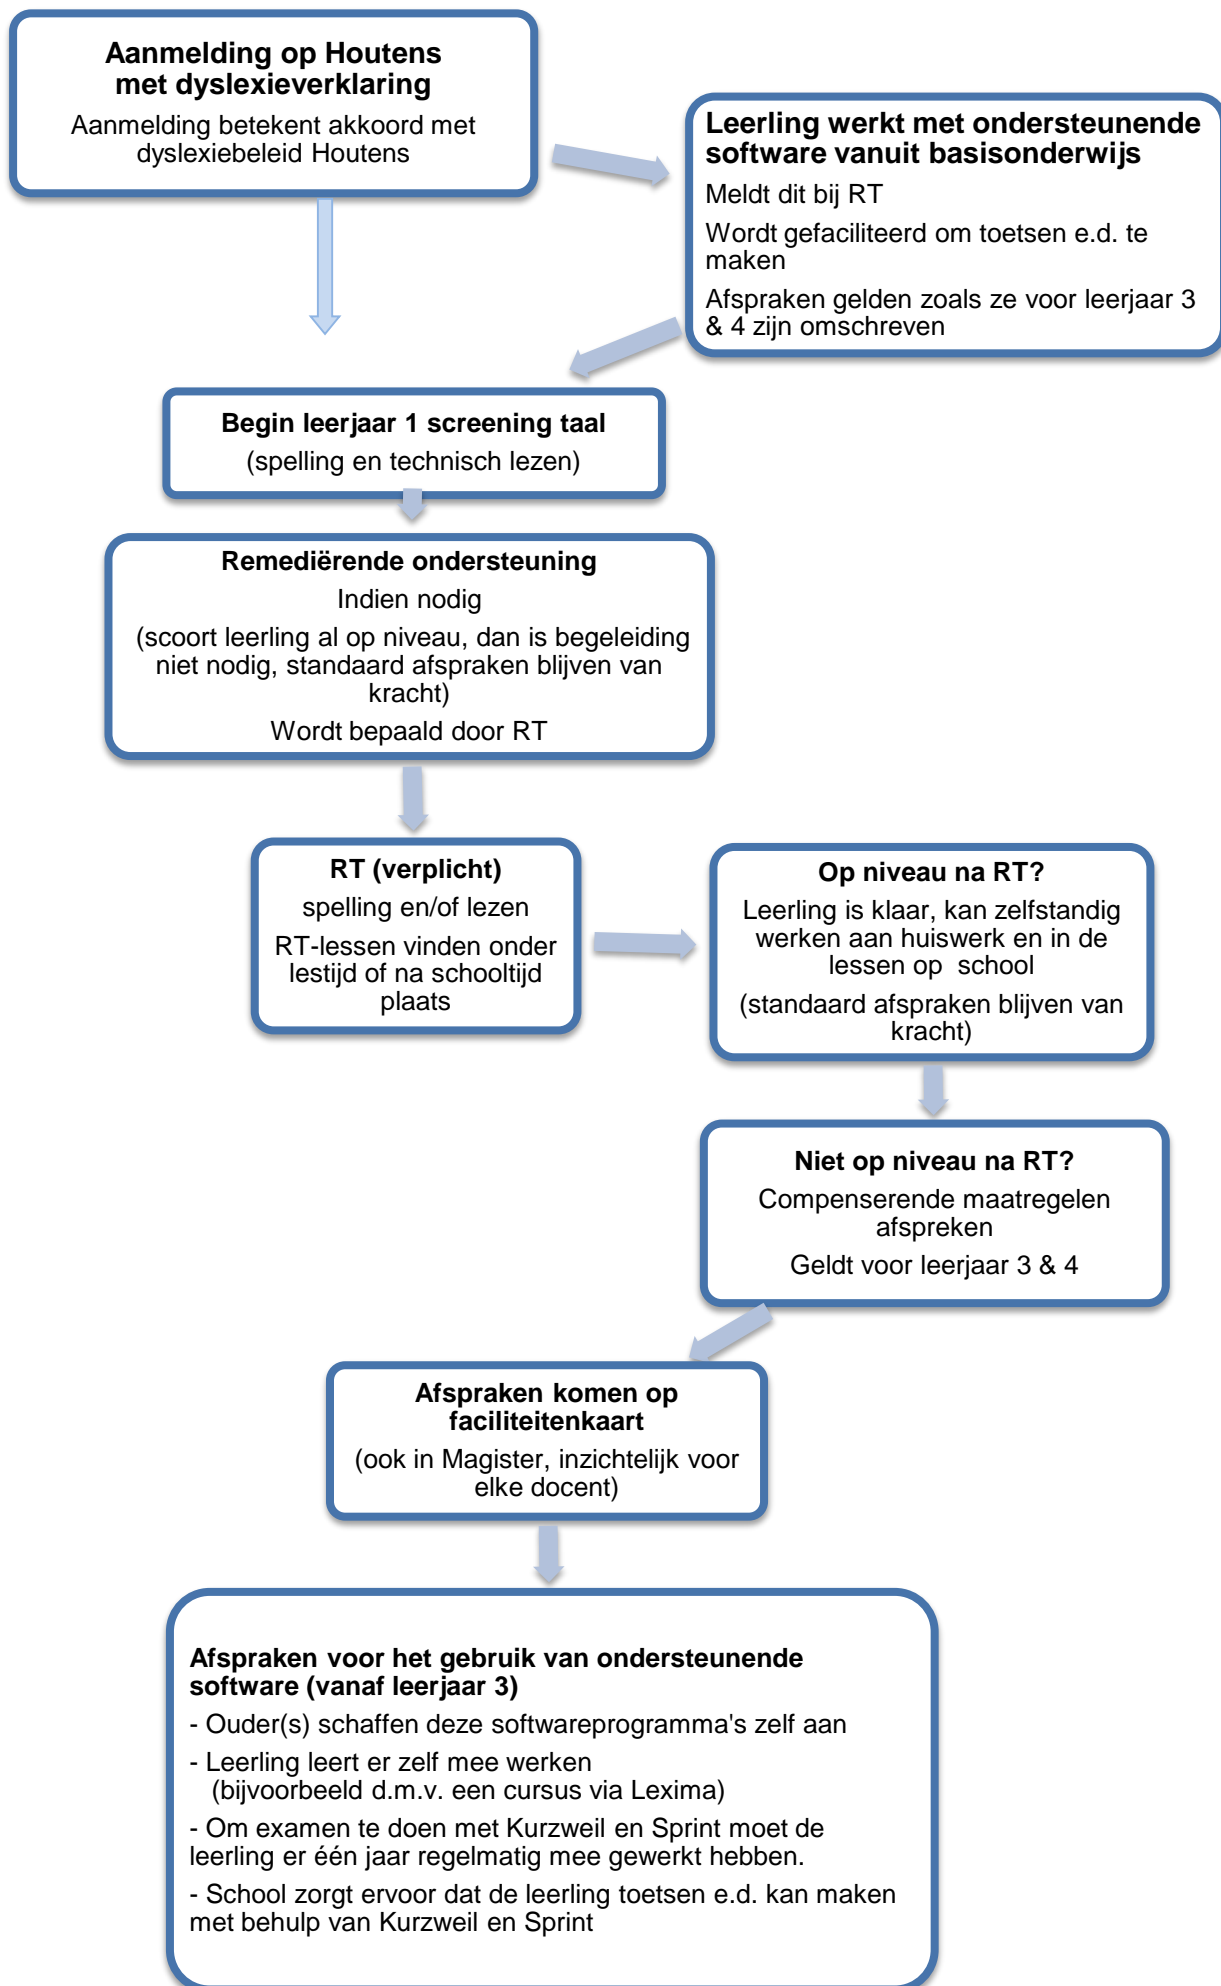 Aanmelding op Houtens
met dyslexieverklaring
Aanmelding betekent akkoord met
dyslexiebeleid Houtens
Leerling werkt met ondersteunende
software vanuit basisonderwijs
Meldt dit bij RT
Wordt gefaciliteerd om toetsen e.d. te
maken
Afspraken gelden zoals ze voor leerjaar 3
& 4 zijn omschreven
Begin leerjaar 1 screening taal
(spelling en technisch lezen)
Remediërende ondersteuning
Indien nodig
(scoort leerling al op niveau, dan is begeleiding
niet nodig, standaard afspraken blijven van
kracht)
Wordt bepaald door RT
RT (verplicht)
spelling en/of lezen
RT-lessen vinden onder
lestijd of na schooltijd
plaats
Op niveau na RT?
Leerling is klaar, kan zelfstandig
werken aan huiswerk en in de
lessen op school
(standaard afspraken blijven van
kracht)
Niet op niveau na RT?
Compenserende maatregelen
afspreken
Geldt voor leerjaar 3 & 4
Afspraken komen op
faciliteitenkaart
(ook in Magister, inzichtelijk voor
elke docent)
Afspraken voor het gebruik van ondersteunende
software (vanaf leerjaar 3)
- Ouder(s) schaffen deze softwareprogramma's zelf aan
- Leerling leert er zelf mee werken
(bijvoorbeeld d.m.v. een cursus via Lexima)
- Om examen te doen met Kurzweil en Sprint moet de
leerling er één jaar regelmatig mee gewerkt hebben.
- School zorgt ervoor dat de leerling toetsen e.d. kan maken
met behulp van Kurzweil en Sprint